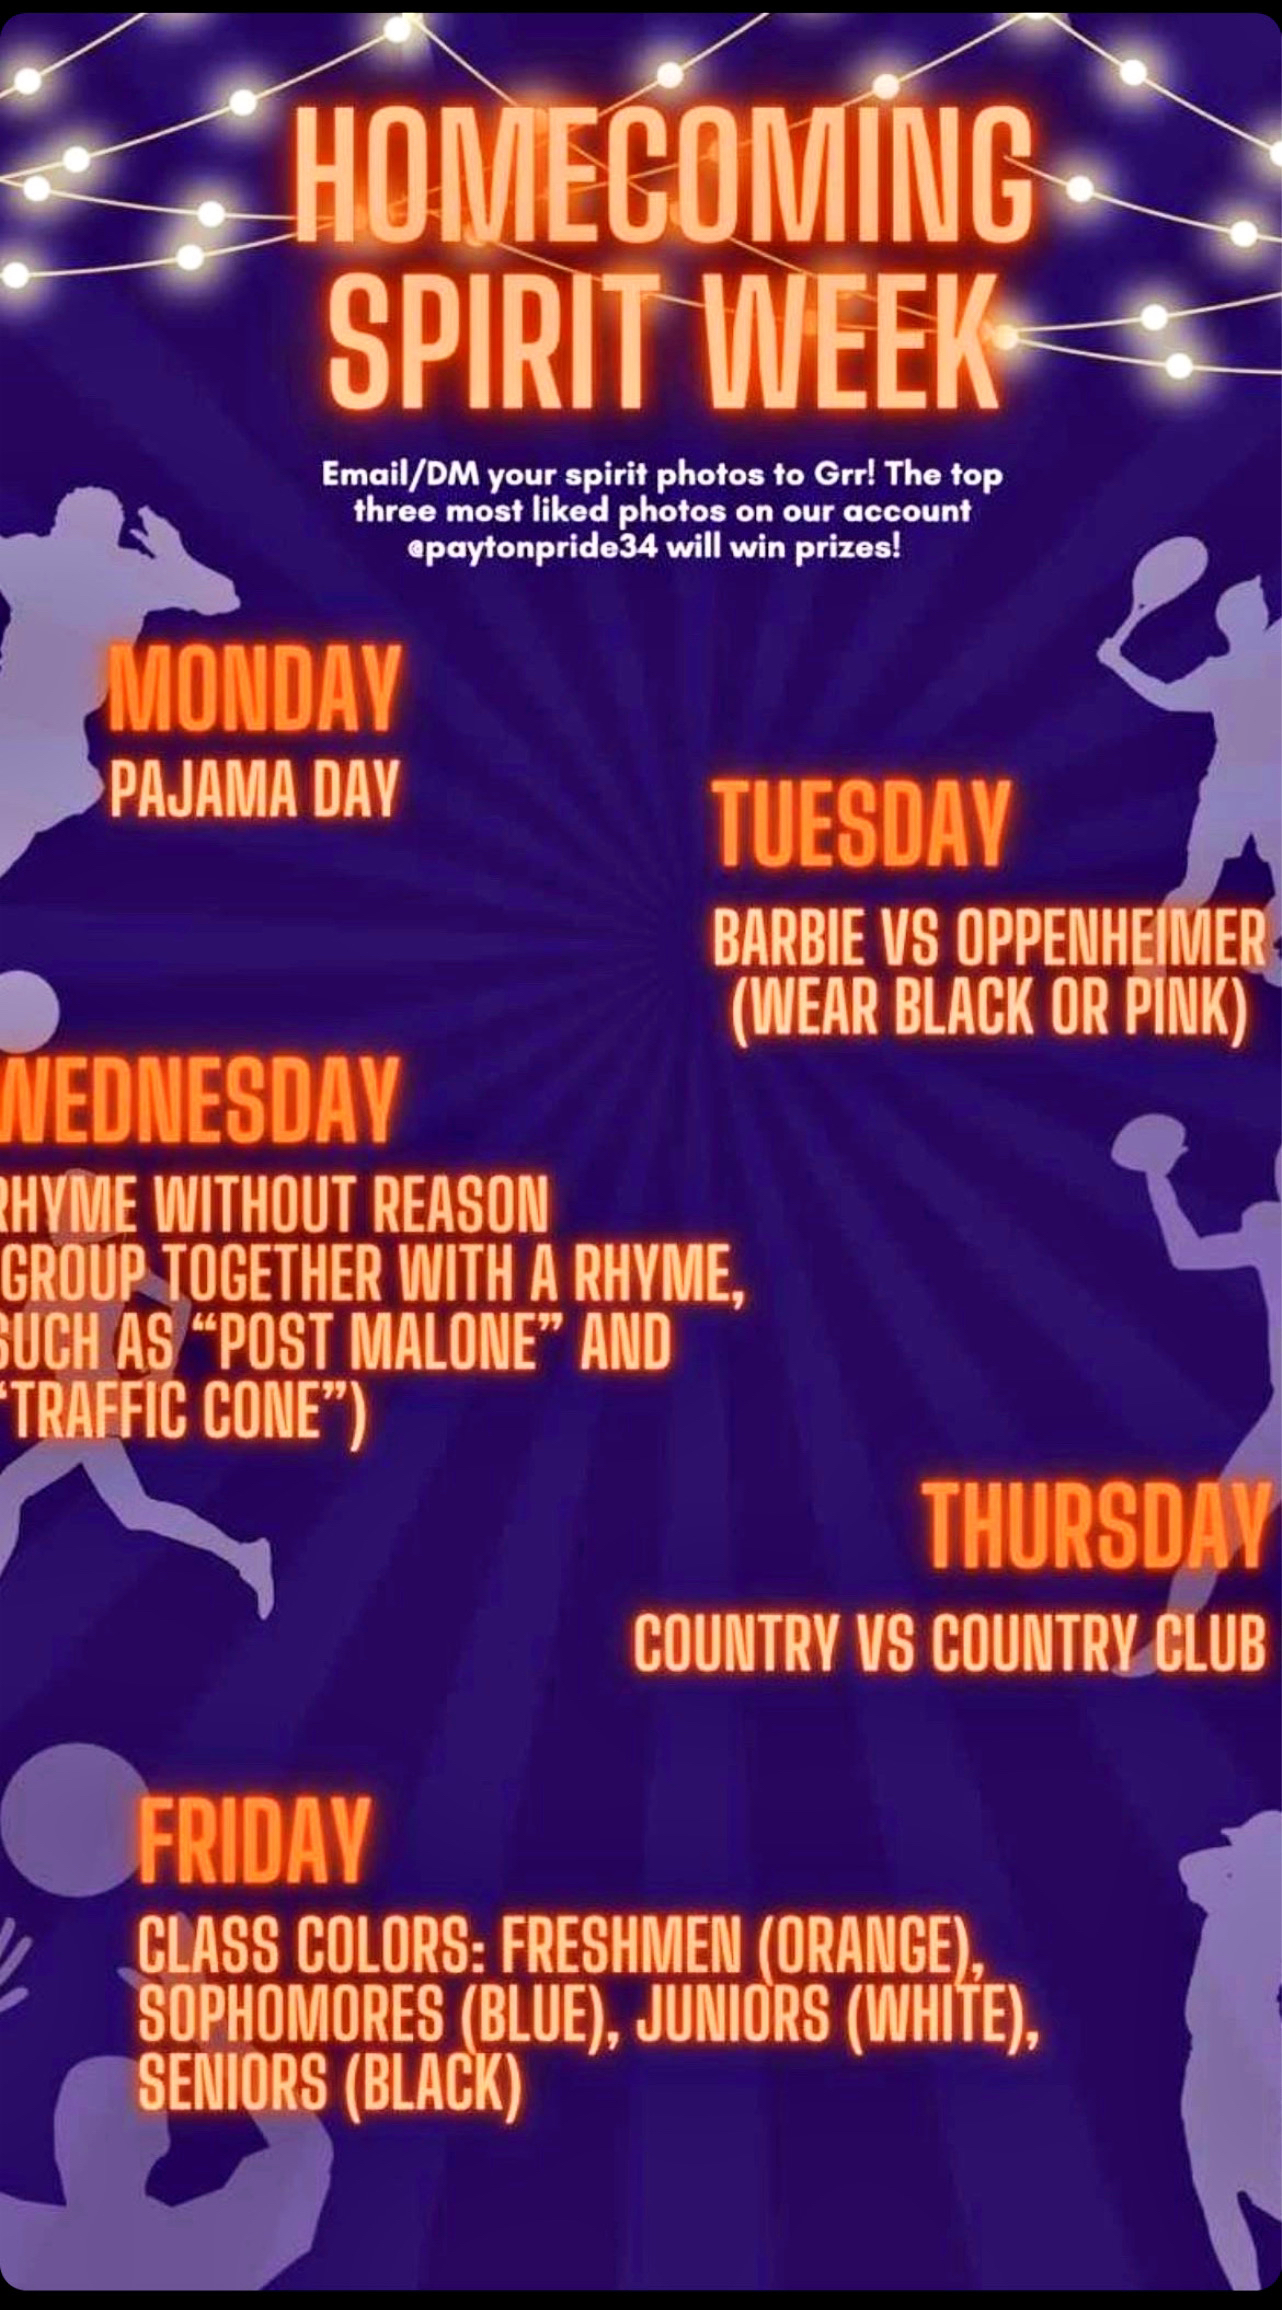 HOMECOMING
SPIRIT WEEK
Email/DM your spirit photos to Grr! The top
three most liked photos on our account
@paytonpride34 will win prizes!
MONDAY
PAJAMA DAY
TUESDAY
BARBIE VS OPPENHEIMER
(WEAR BLACK OR PINK)
WEDNESDAY
RHYME WITHOUT REASON
(GROUP TOGETHER WITH A RHYME,
SUCH AS “POST MALONE” AND
“TRAFFIC CONE”)
THURSDAY
COUNTRY VS COUNTRY CLUB
FRIDAY
CLASS COLORS: FRESHMEN (ORANGE),
SOPHOMORES (BLUE), JUNIORS (WHITE),
SENIORS (BLACK)